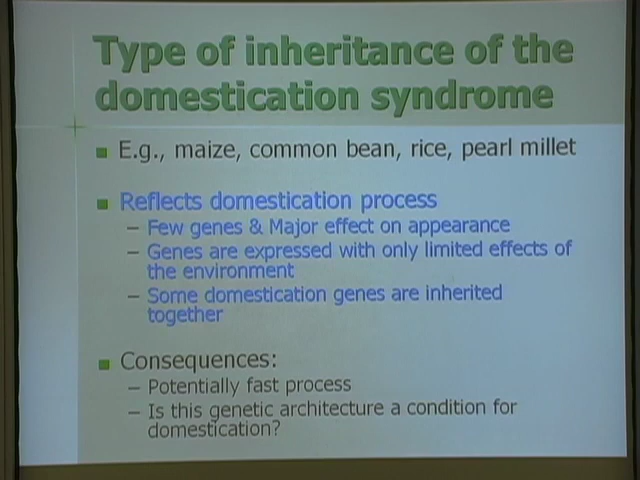 Type of inheritance of the
domestication syndrome
E.g., maize, common bean, rice, pearl millet
Reflects domestication process
– Few genes & Major effect on appearance
– Genes are expressed with only limited effects of
the environment
– Some domestication genes are inherited
together
Consequences:
– Potentially fast process
– Is this genetic architecture a condition for
domestication?